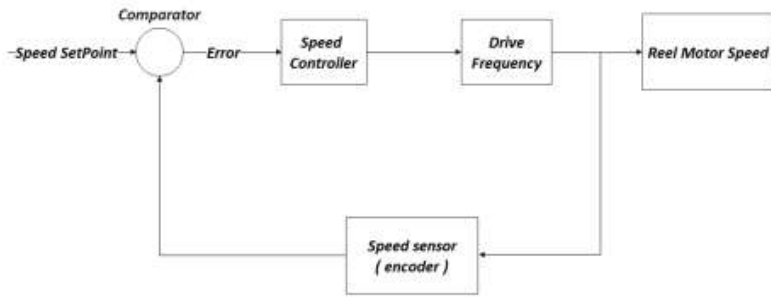 Comparator
Speed SetPoint
Error
Speed
Controller
Drive
Frequency
Reel Motor Speed
Speed sensor
( encoder )